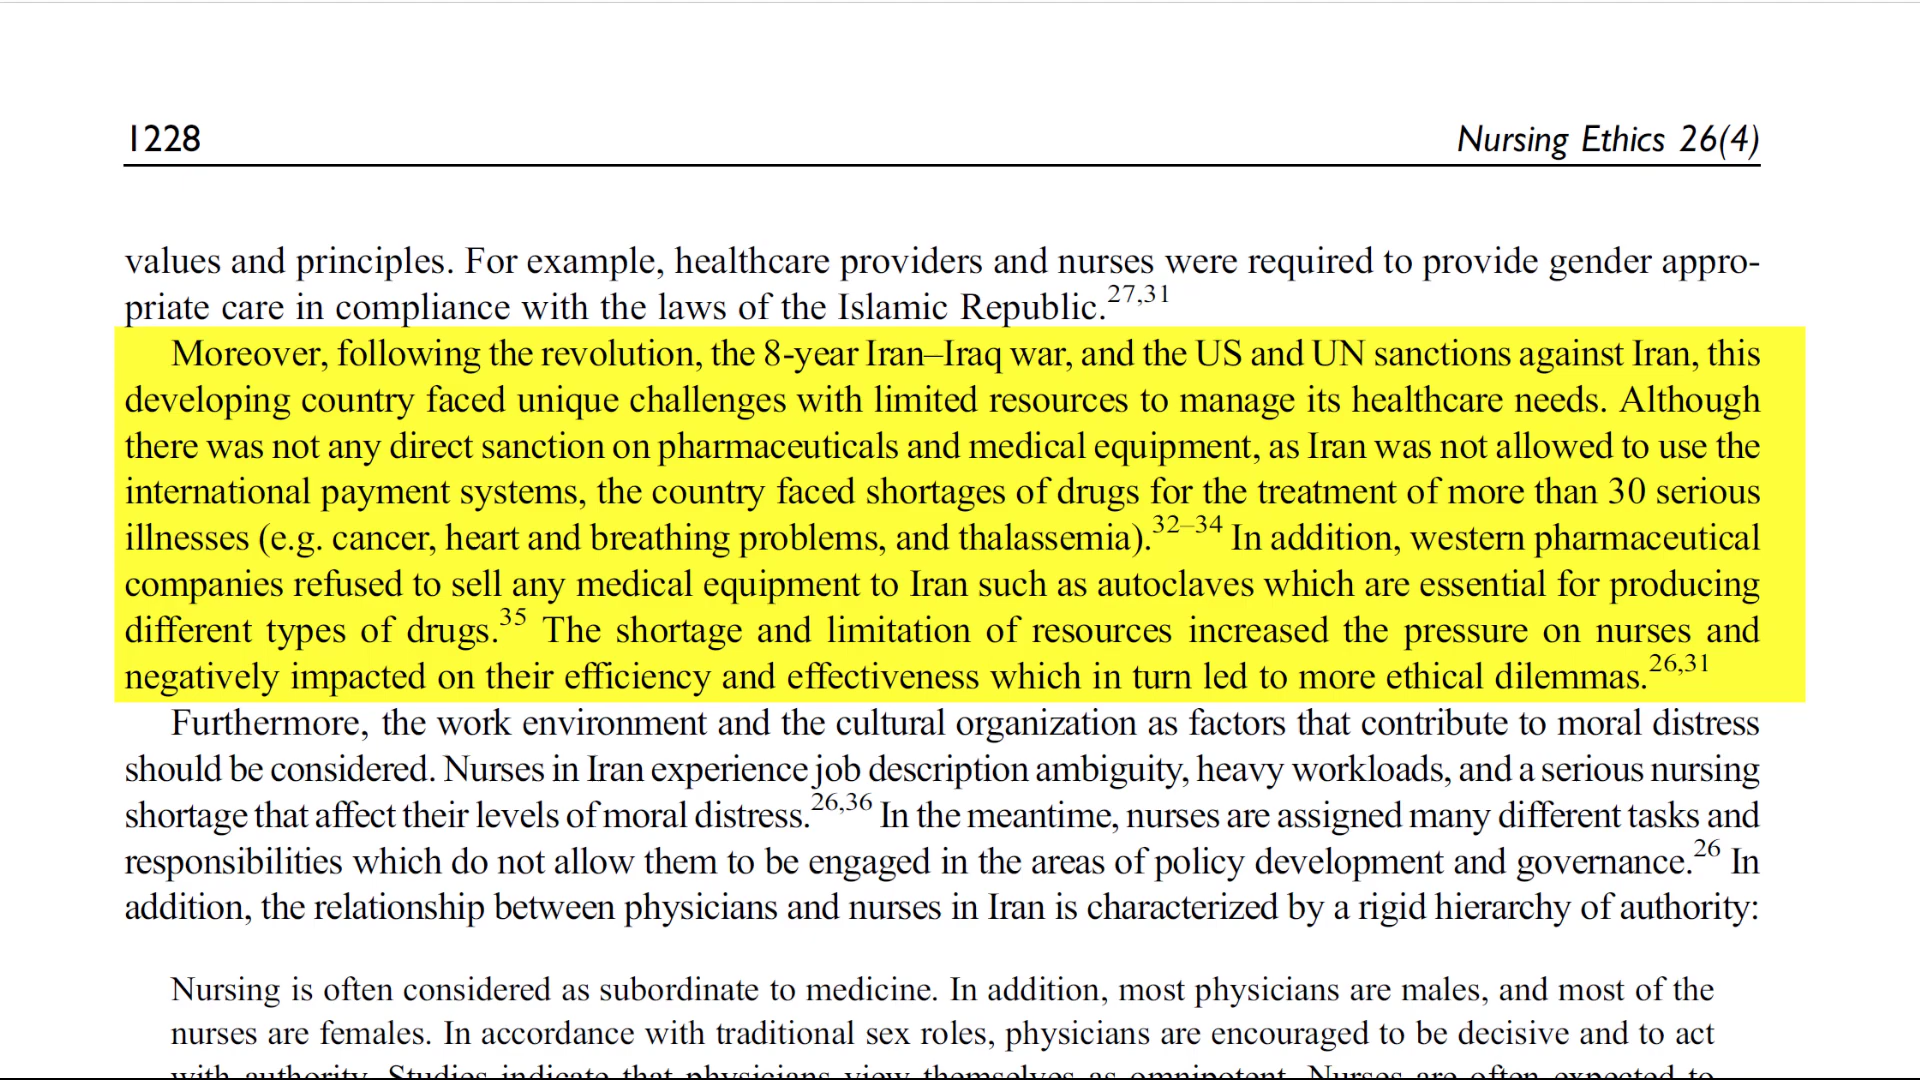 1228
Nursing Ethics 26(4)
values and principles. For example, healthcare providers and nurses were required to provide gender appro-
priate care in compliance with the laws of the Islamic Republic.27,31
Moreover, following the revolution, the 8-year Iran–Iraq war, and the US and UN sanctions against Iran, this
developing country faced unique challenges with limited resources to manage its healthcare needs. Although
there was not any direct sanction on pharmaceuticals and medical equipment, as Iran was not allowed to use the
international payment systems, the country faced shortages of drugs for the treatment of more than 30 serious
illnesses (e.g. cancer, heart and breathing problems, and thalassemia).32–34 In addition, western pharmaceutical
companies refused to sell any medical equipment to Iran such as autoclaves which are essential for producing
different types of drugs.35 The shortage and limitation of resources increased the pressure on nurses and
negatively impacted on their efficiency and effectiveness which in turn led to more ethical dilemmas.26,31
Furthermore, the work environment and the cultural organization as factors that contribute to moral distress
should be considered. Nurses in Iran experience job description ambiguity, heavy workloads, and a serious nursing
shortage that affect their levels of moral distress.26,36 In the meantime, nurses are assigned many different tasks and
responsibilities which do not allow them to be engaged in the areas of policy development and governance.26 In
addition, the relationship between physicians and nurses in Iran is characterized by a rigid hierarchy of authority:
Nursing is often considered as subordinate to medicine. In addition, most physicians are males, and most of the
nurses are females. In accordance with traditional sex roles, physicians are encouraged to be decisive and to act
with authority. Studies indicate that physicians view themselves as omnipotent. Nurses are often expected to